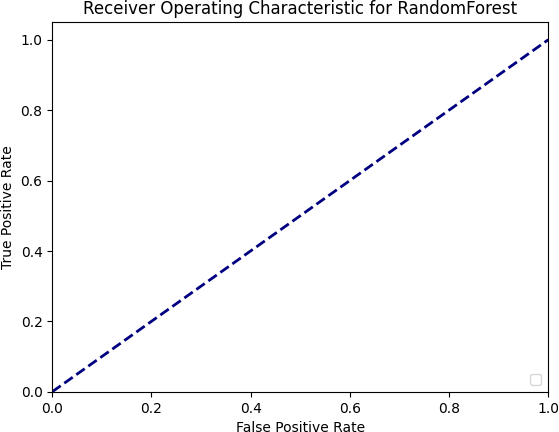 Receiver Operating Characteristic for RandomForest
1.0
0.8
0.6
0.4
0.2
0.0
True Positive Rate
0.0 0.2 0.4 0.6 0.8 1.0
False Positive Rate